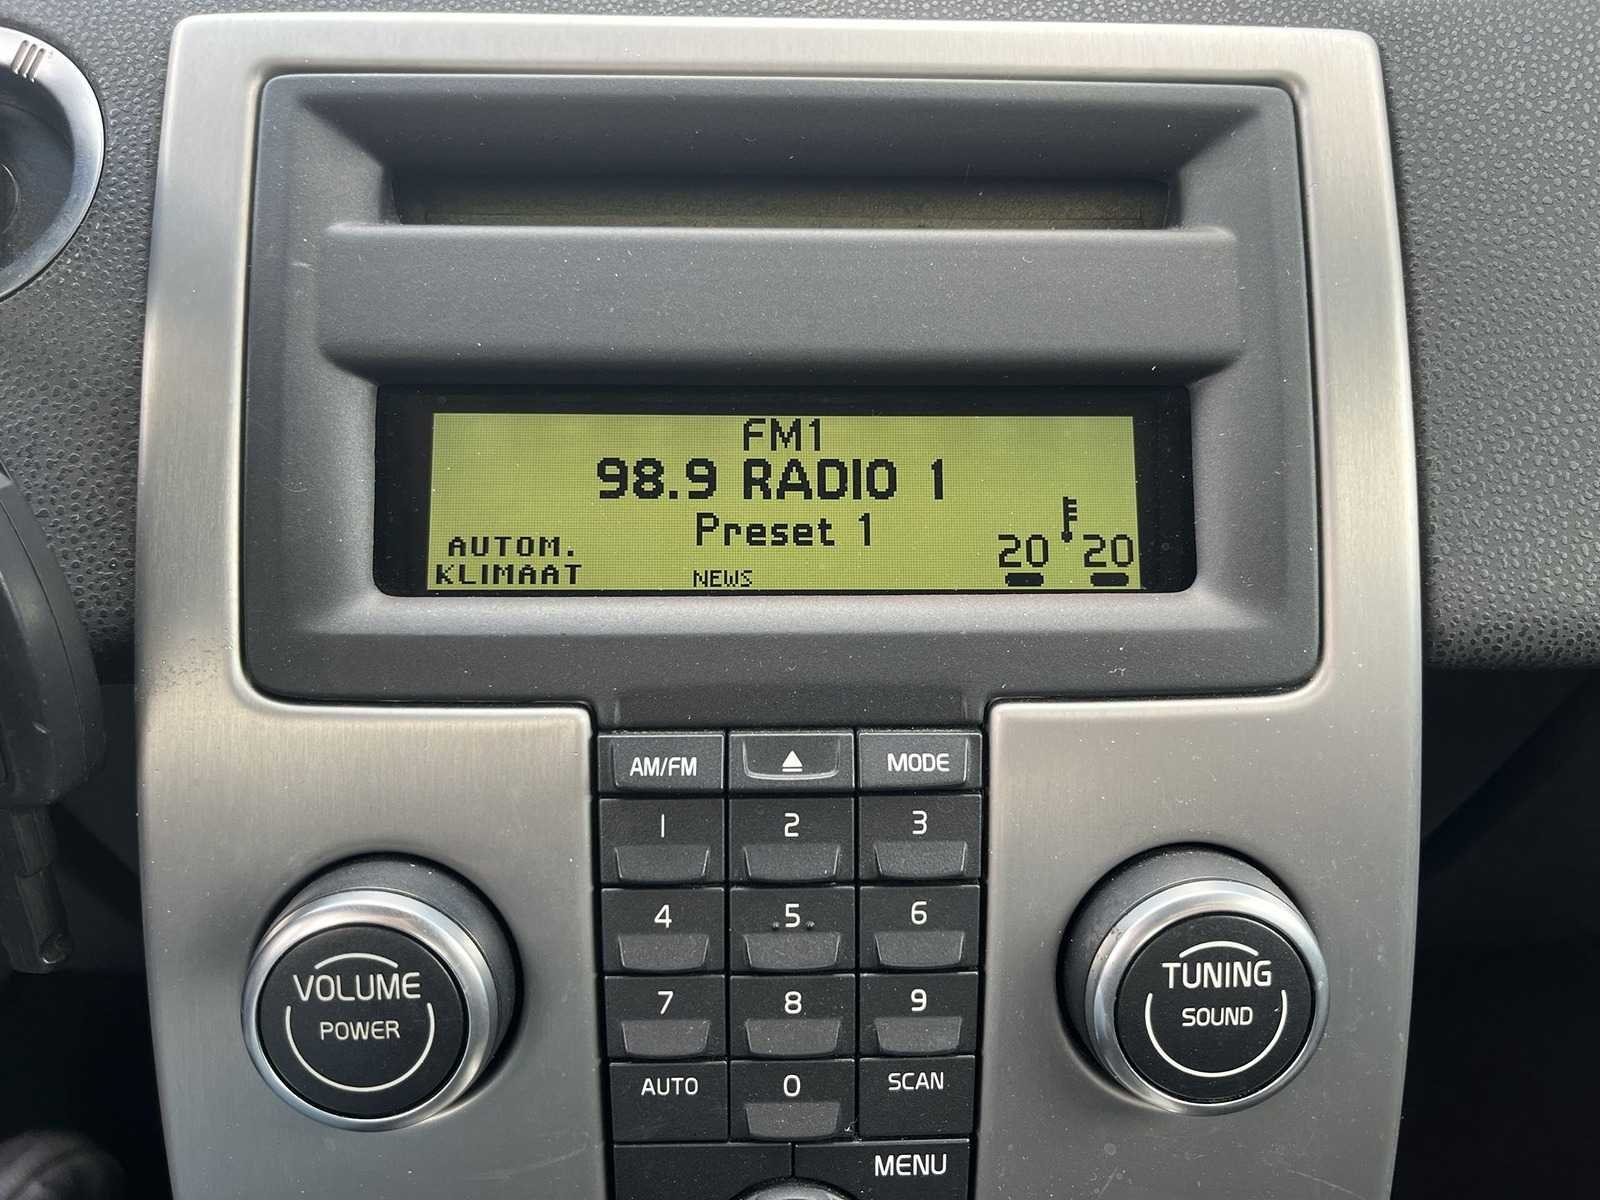 FM1
98.9 RADIO 1
Preset 1
AUTOM.
KLIMAAT
NEWS
20 20
AM/FM MODE
1 2 3
4 5 6
7 8 9
AUTO 0 SCAN
MENU
VOLUME
POWER
TUNING
SOUND